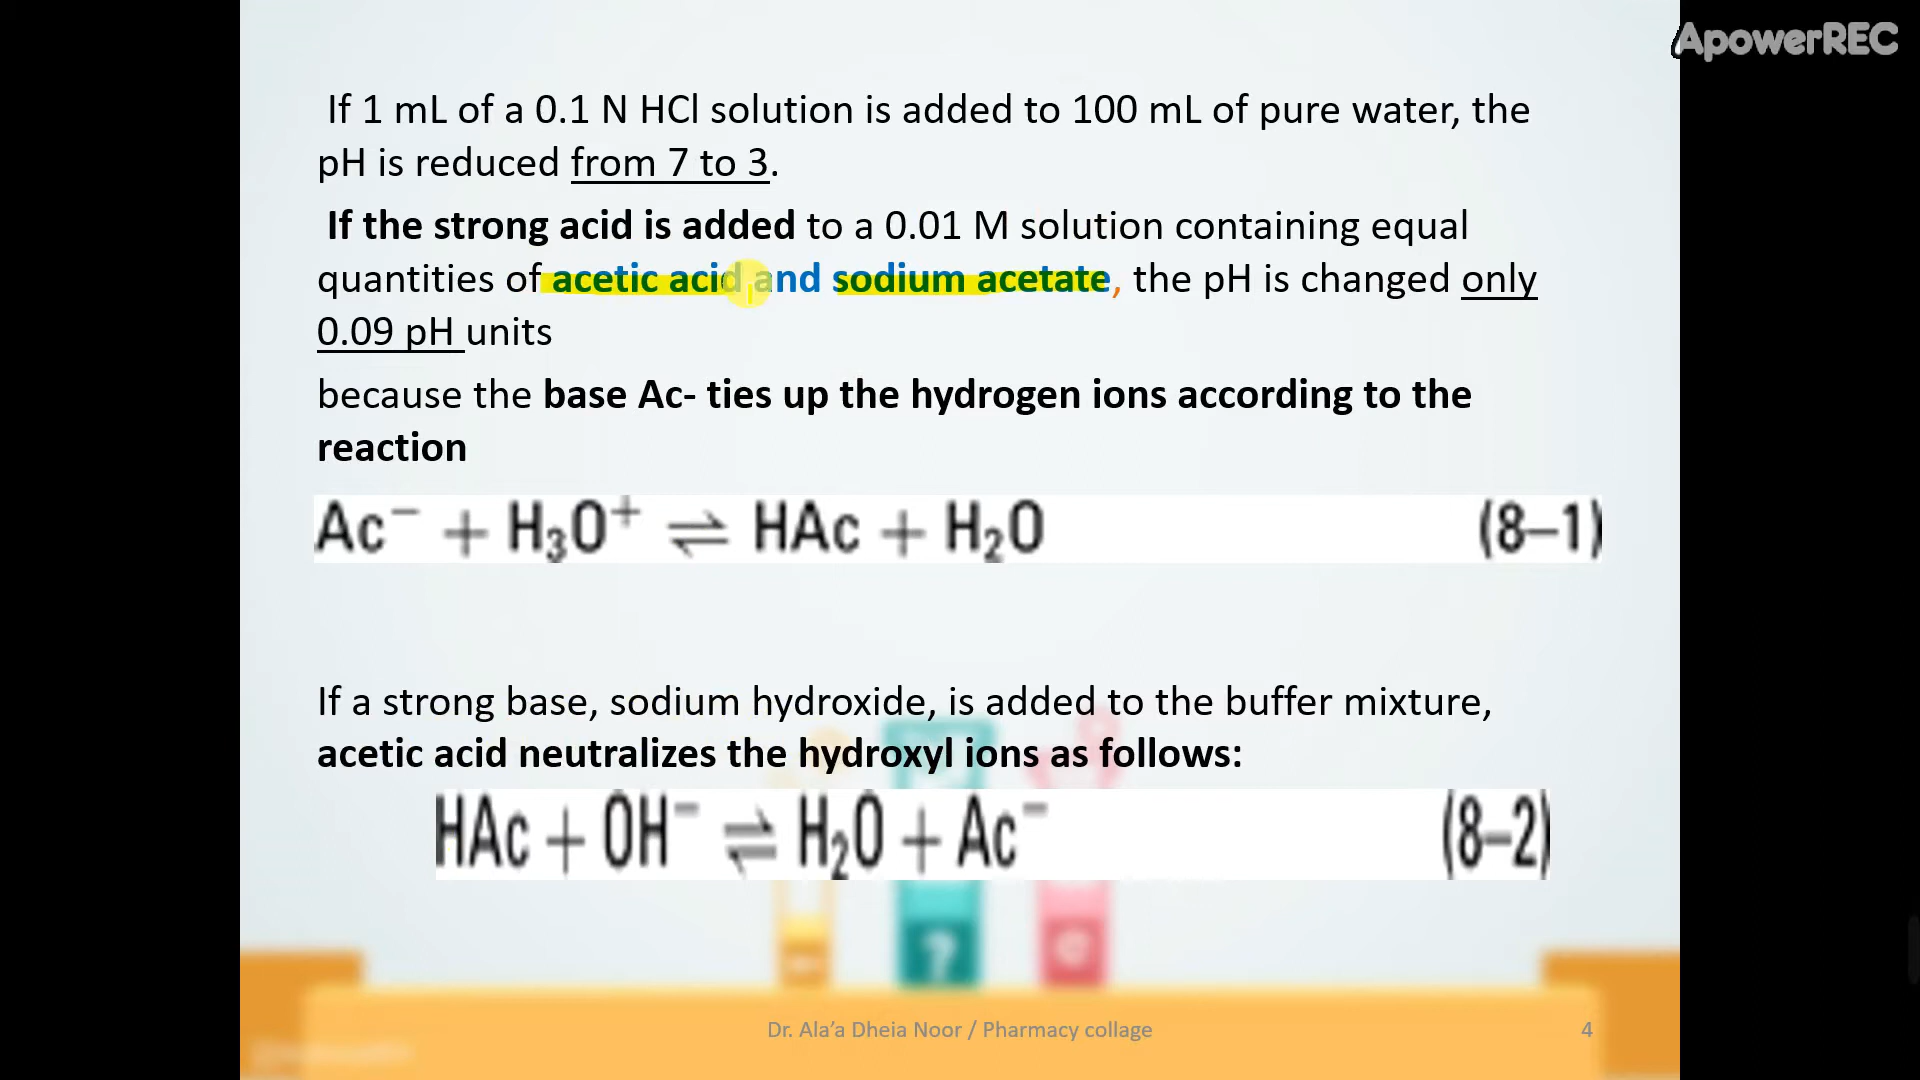 ApowerREC
If 1 mL of a 0.1 N HCl solution is added to 100 mL of pure water, the
pH is reduced from 7 to 3.
If the strong acid is added to a 0.01 M solution containing equal
quantities of acetic acid and sodium acetate, the pH is changed only
0.09 pH units
because the base Ac- ties up the hydrogen ions according to the
reaction
Ac⁻ + H₃O⁺ ⇌ HAc + H₂O (8–1)
If a strong base, sodium hydroxide, is added to the buffer mixture,
acetic acid neutralizes the hydroxyl ions as follows:
HAc + OH⁻ ⇌ H₂O + Ac⁻ (8–2)
?
Dr. Ala’a Dheia Noor / Pharmacy collage 4